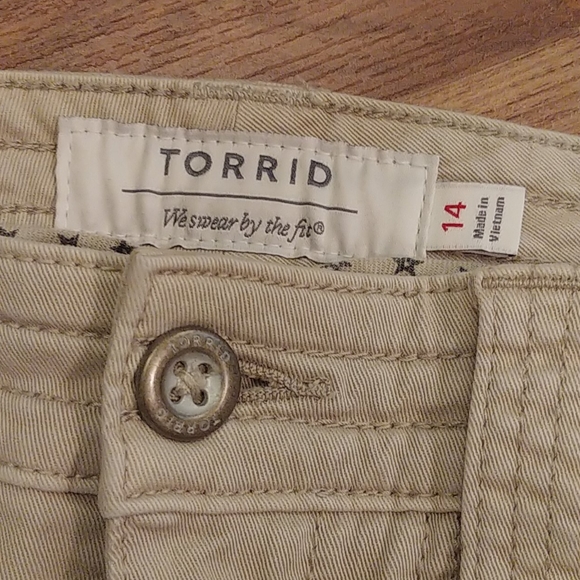 TORRID
We swear by the fit®
14
Made in
Vietnam
TORRID
TORRID